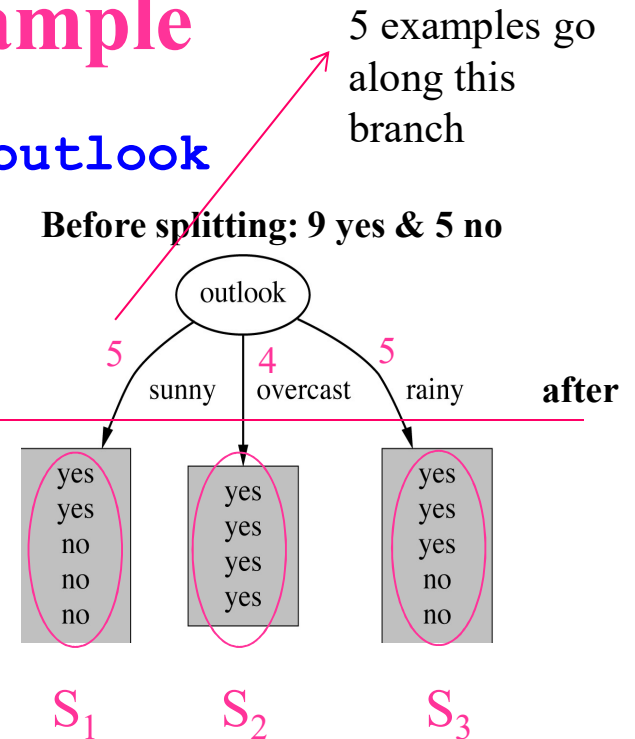 ample
5 examples go
along this
branch
outlook
Before splitting: 9 yes & 5 no
outlook
5
4
5
sunny
overcast
rainy
after
yes
yes
no
no
no
yes
yes
yes
yes
yes
yes
yes
no
no
S1
S2
S3